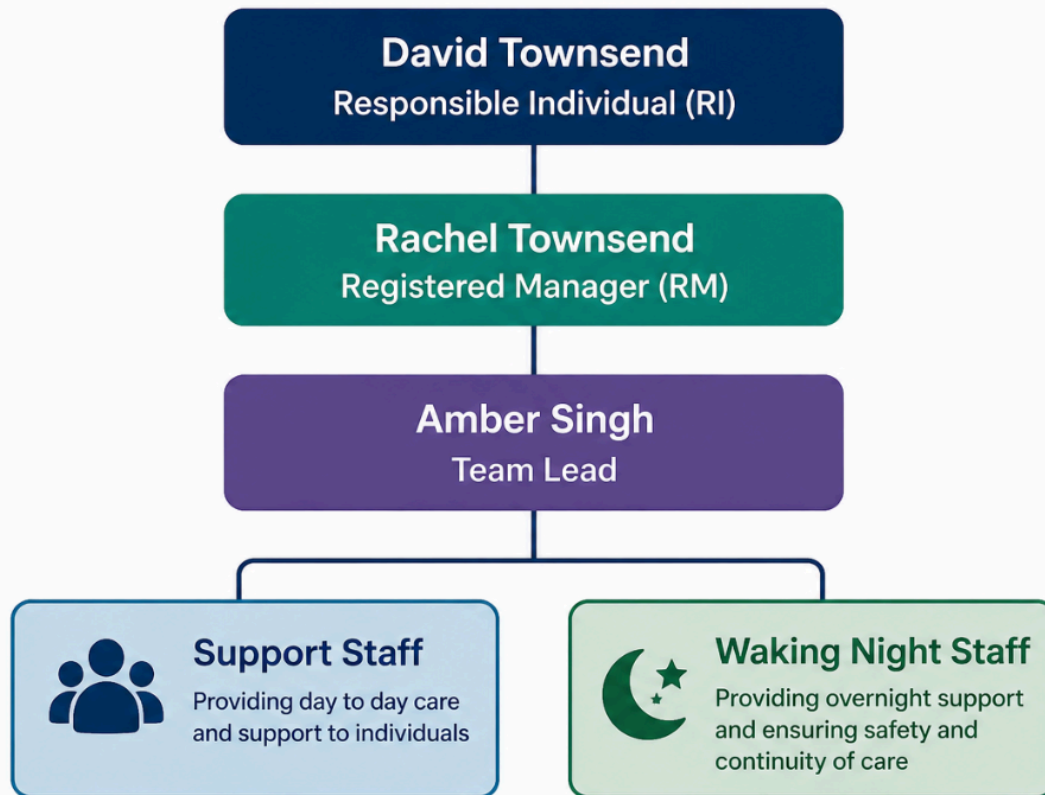 David Townsend
Responsible Individual (RI)
Rachel Townsend
Registered Manager (RM)
Amber Singh
Team Lead
Support Staff
Providing day to day care
and support to individuals
Waking Night Staff
Providing overnight support
and ensuring safety and
continuity of care